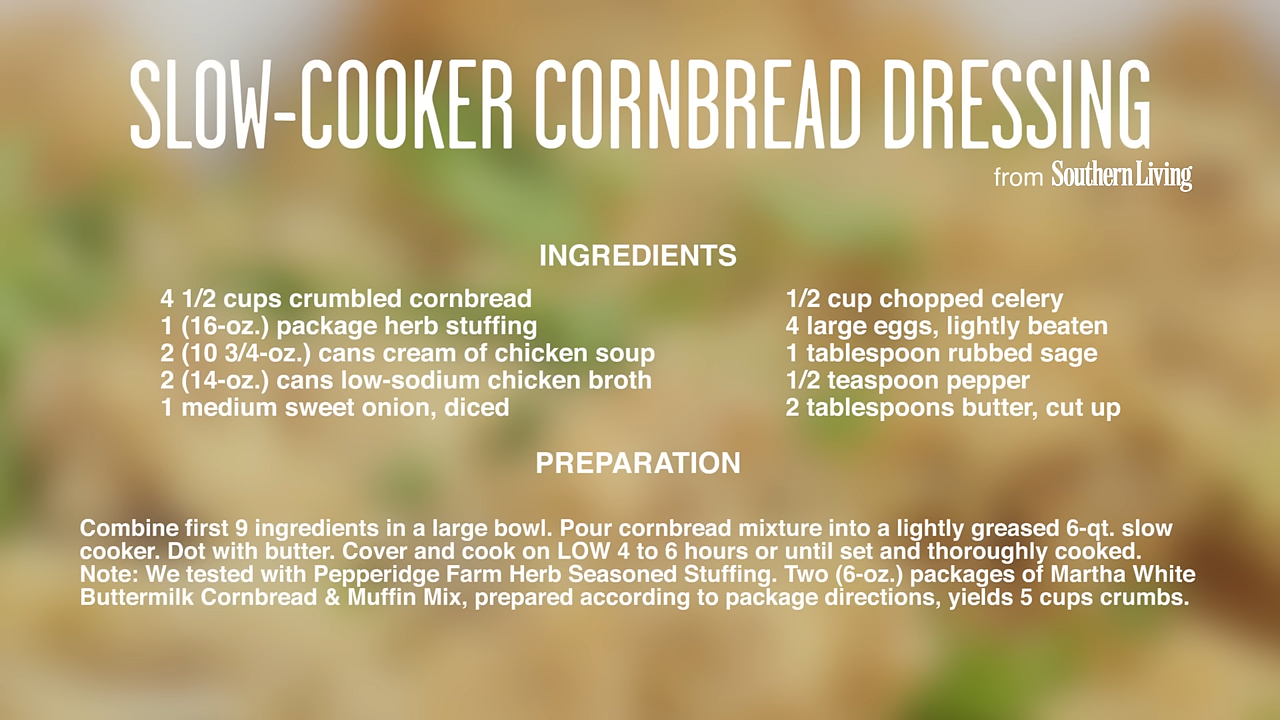 SLOW-COOKER CORNBREAD DRESSING
from Southern Living
INGREDIENTS
4 1/2 cups crumbled cornbread
1 (16-oz.) package herb stuffing
2 (10 3/4-oz.) cans cream of chicken soup
2 (14-oz.) cans low-sodium chicken broth
1 medium sweet onion, diced
1/2 cup chopped celery
4 large eggs, lightly beaten
1 tablespoon rubbed sage
1/2 teaspoon pepper
2 tablespoons butter, cut up
PREPARATION
Combine first 9 ingredients in a large bowl. Pour cornbread mixture into a lightly greased 6-qt. slow
cooker. Dot with butter. Cover and cook on LOW 4 to 6 hours or until set and thoroughly cooked.
Note: We tested with Pepperidge Farm Herb Seasoned Stuffing. Two (6-oz.) packages of Martha White
Buttermilk Cornbread & Muffin Mix, prepared according to package directions, yields 5 cups crumbs.